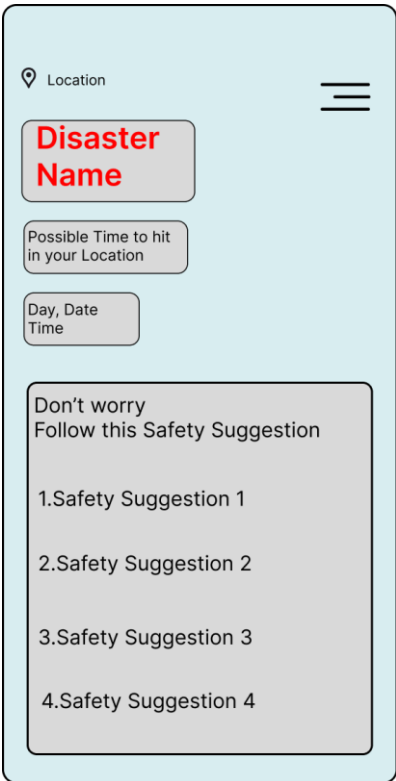 Location
Disaster
Name
Possible Time to hit
in your Location
Day, Date
Time
Don’t worry
Follow this Safety Suggestion
1.Safety Suggestion 1
2.Safety Suggestion 2
3.Safety Suggestion 3
4.Safety Suggestion 4